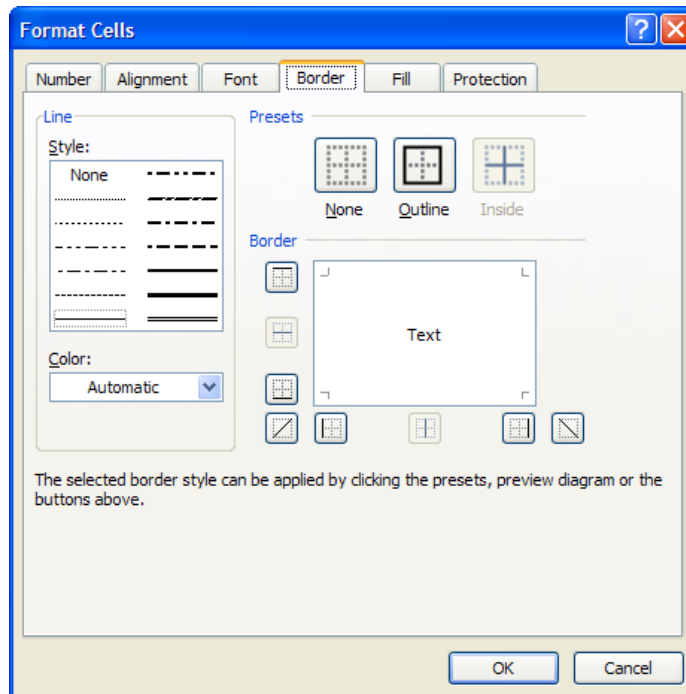 Format Cells
Number Alignment Font Border Fill Protection
Line
Style:
None
Color:
Automatic
Presets
None Outline Inside
Border
Text
The selected border style can be applied by clicking the presets, preview diagram or the
buttons above.
OK Cancel